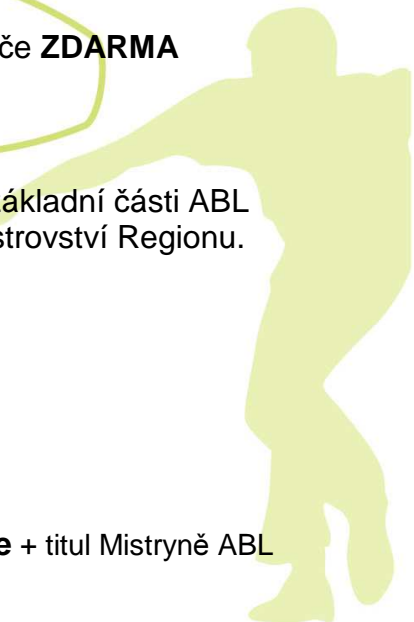 če ZDARMA
ákladní části ABL
strovství Regionu.
e + titul Mistryně ABL